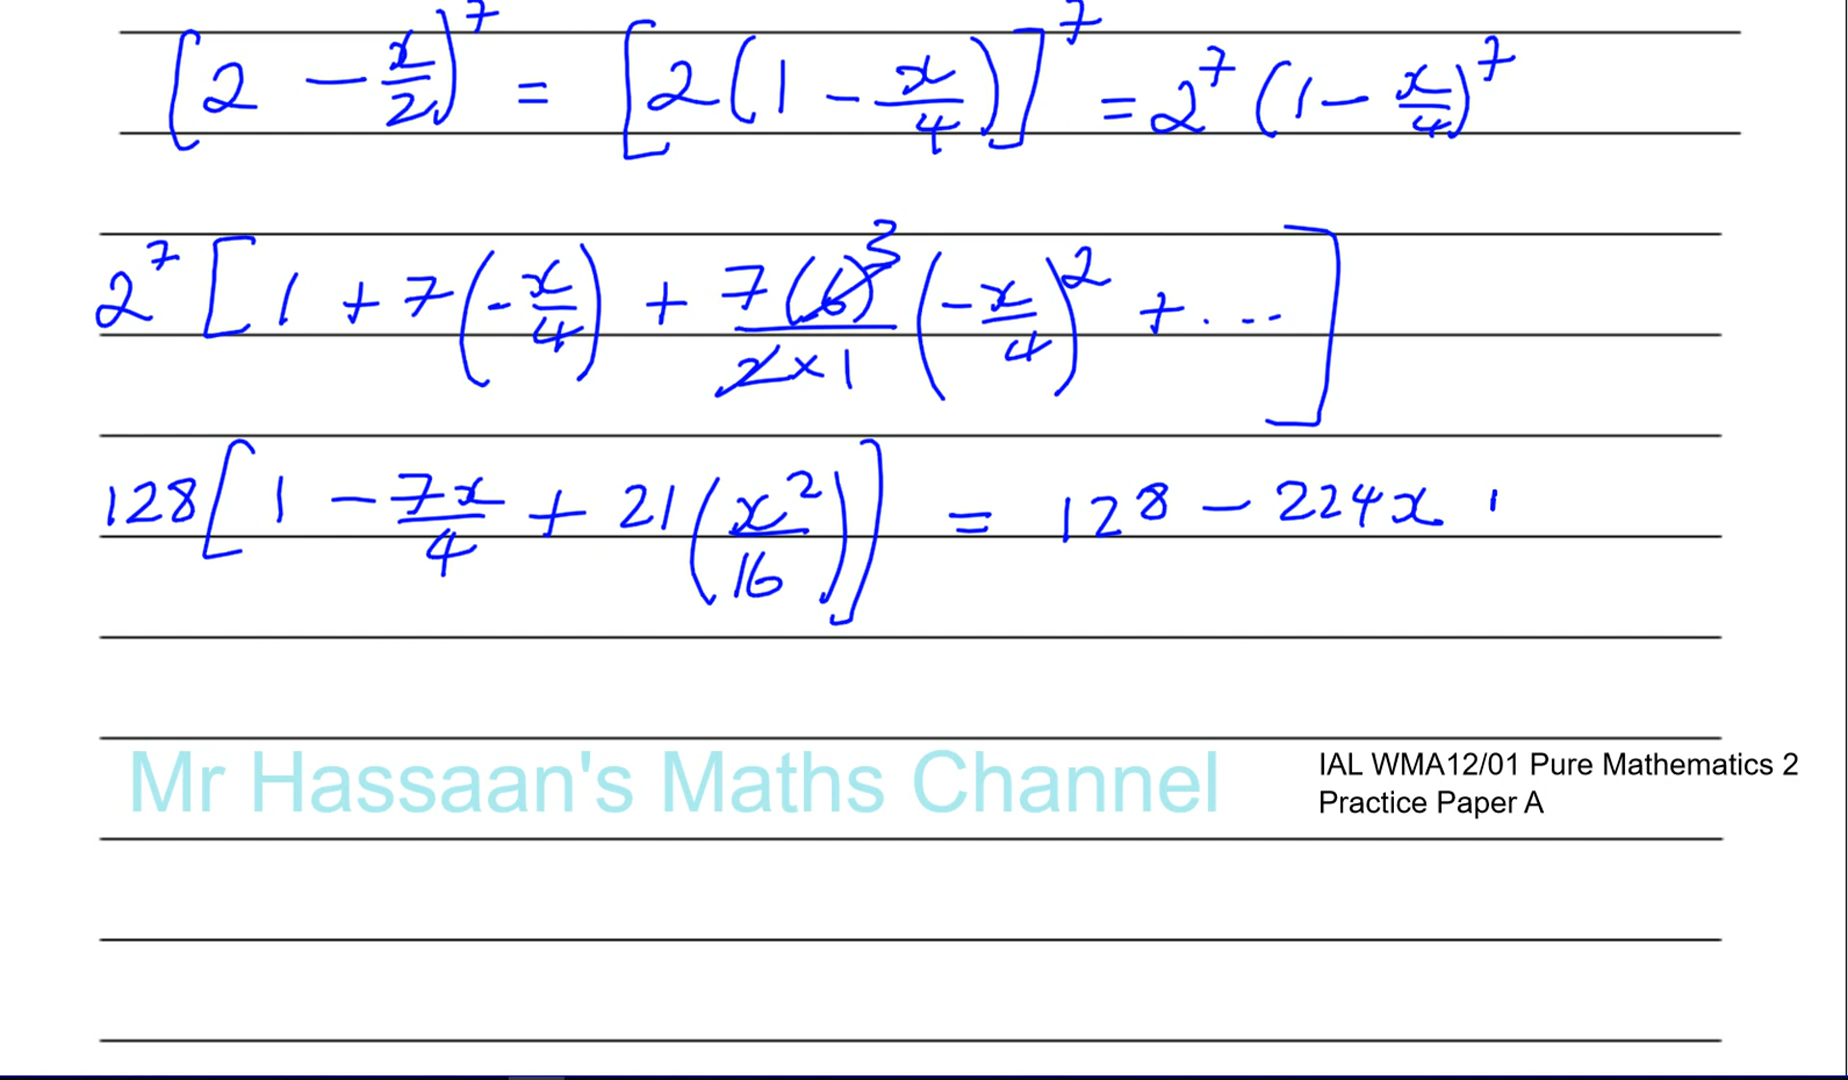 [2 - x/2)^7 = [2(1 - x/4)]^7 = 2^7 (1 - x/4)^7
2^7 [1 + 7(-x/4) + 7(6)^3/2×1 (-x/4)^2 + ...]
128[1 - 7x/4 + 21(x^2/16)] = 128 - 224x
Mr Hassaan's Maths Channel
IAL WMA12/01 Pure Mathematics 2
Practice Paper A